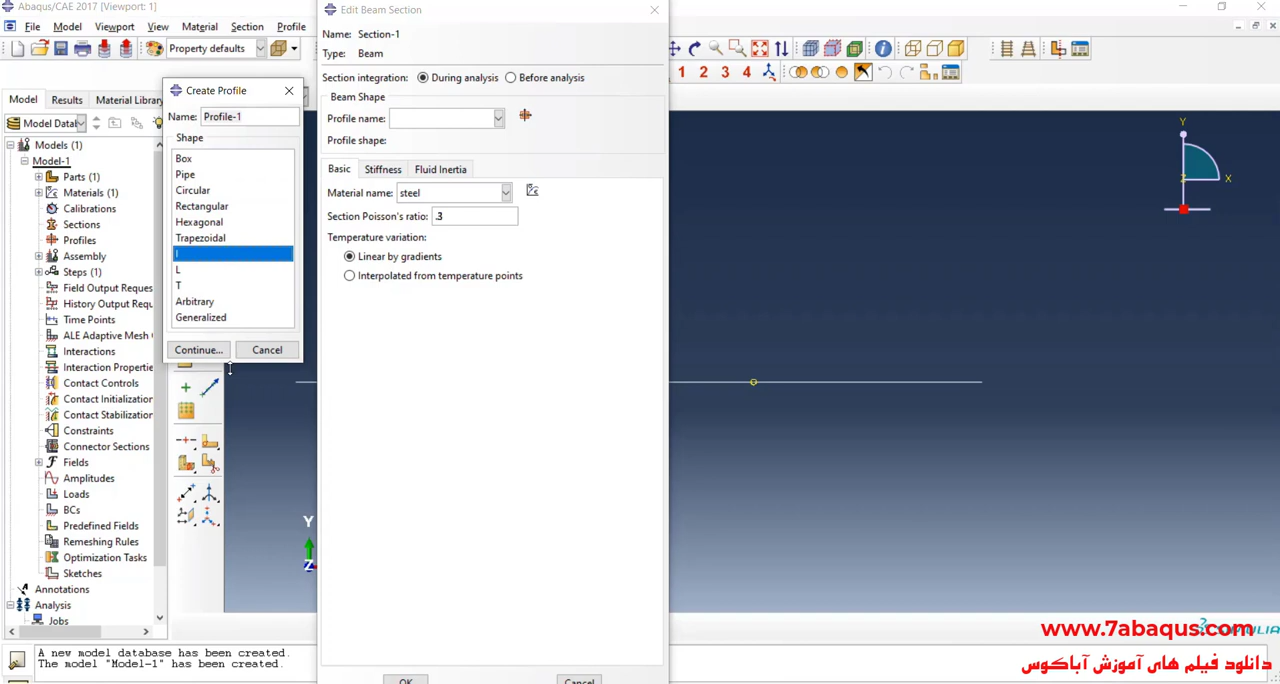 Abaqus/CAE 2017 [Viewport: 1]
File Model Viewport View Material Section Profile
Property defaults
1 2 3 4
Model Results Material Library
Model Data
Models (1)
Model-1
Parts (1)
Materials (1)
Calibrations
Sections
Profiles
Assembly
Steps (1)
Field Output Reques
History Output Requ
Time Points
ALE Adaptive Mesh
Interactions
Interaction Propertie
Contact Controls
Contact Initialization
Contact Stabilization
Constraints
Connector Sections
Fields
Amplitudes
Loads
BCs
Predefined Fields
Remeshing Rules
Optimization Tasks
Sketches
Annotations
Analysis
Jobs
Create Profile
Name: Profile-1
Shape
Box
Pipe
Circular
Rectangular
Hexagonal
Trapezoidal
I
L
T
Arbitrary
Generalized
Continue... Cancel
Edit Beam Section
Name: Section-1
Type: Beam
Section integration: During analysis Before analysis
Beam Shape
Profile name:
Profile shape:
Basic Stiffness Fluid Inertia
Material name: steel
Section Poisson's ratio: .3
Temperature variation:
Linear by gradients
Interpolated from temperature points
OK Cancel
Y
Z X
Y
Z
www.7abaqus.com
دانلود فیلم های آموزش آباکوس
A new model database has been created.
The model "Model-1" has been created.